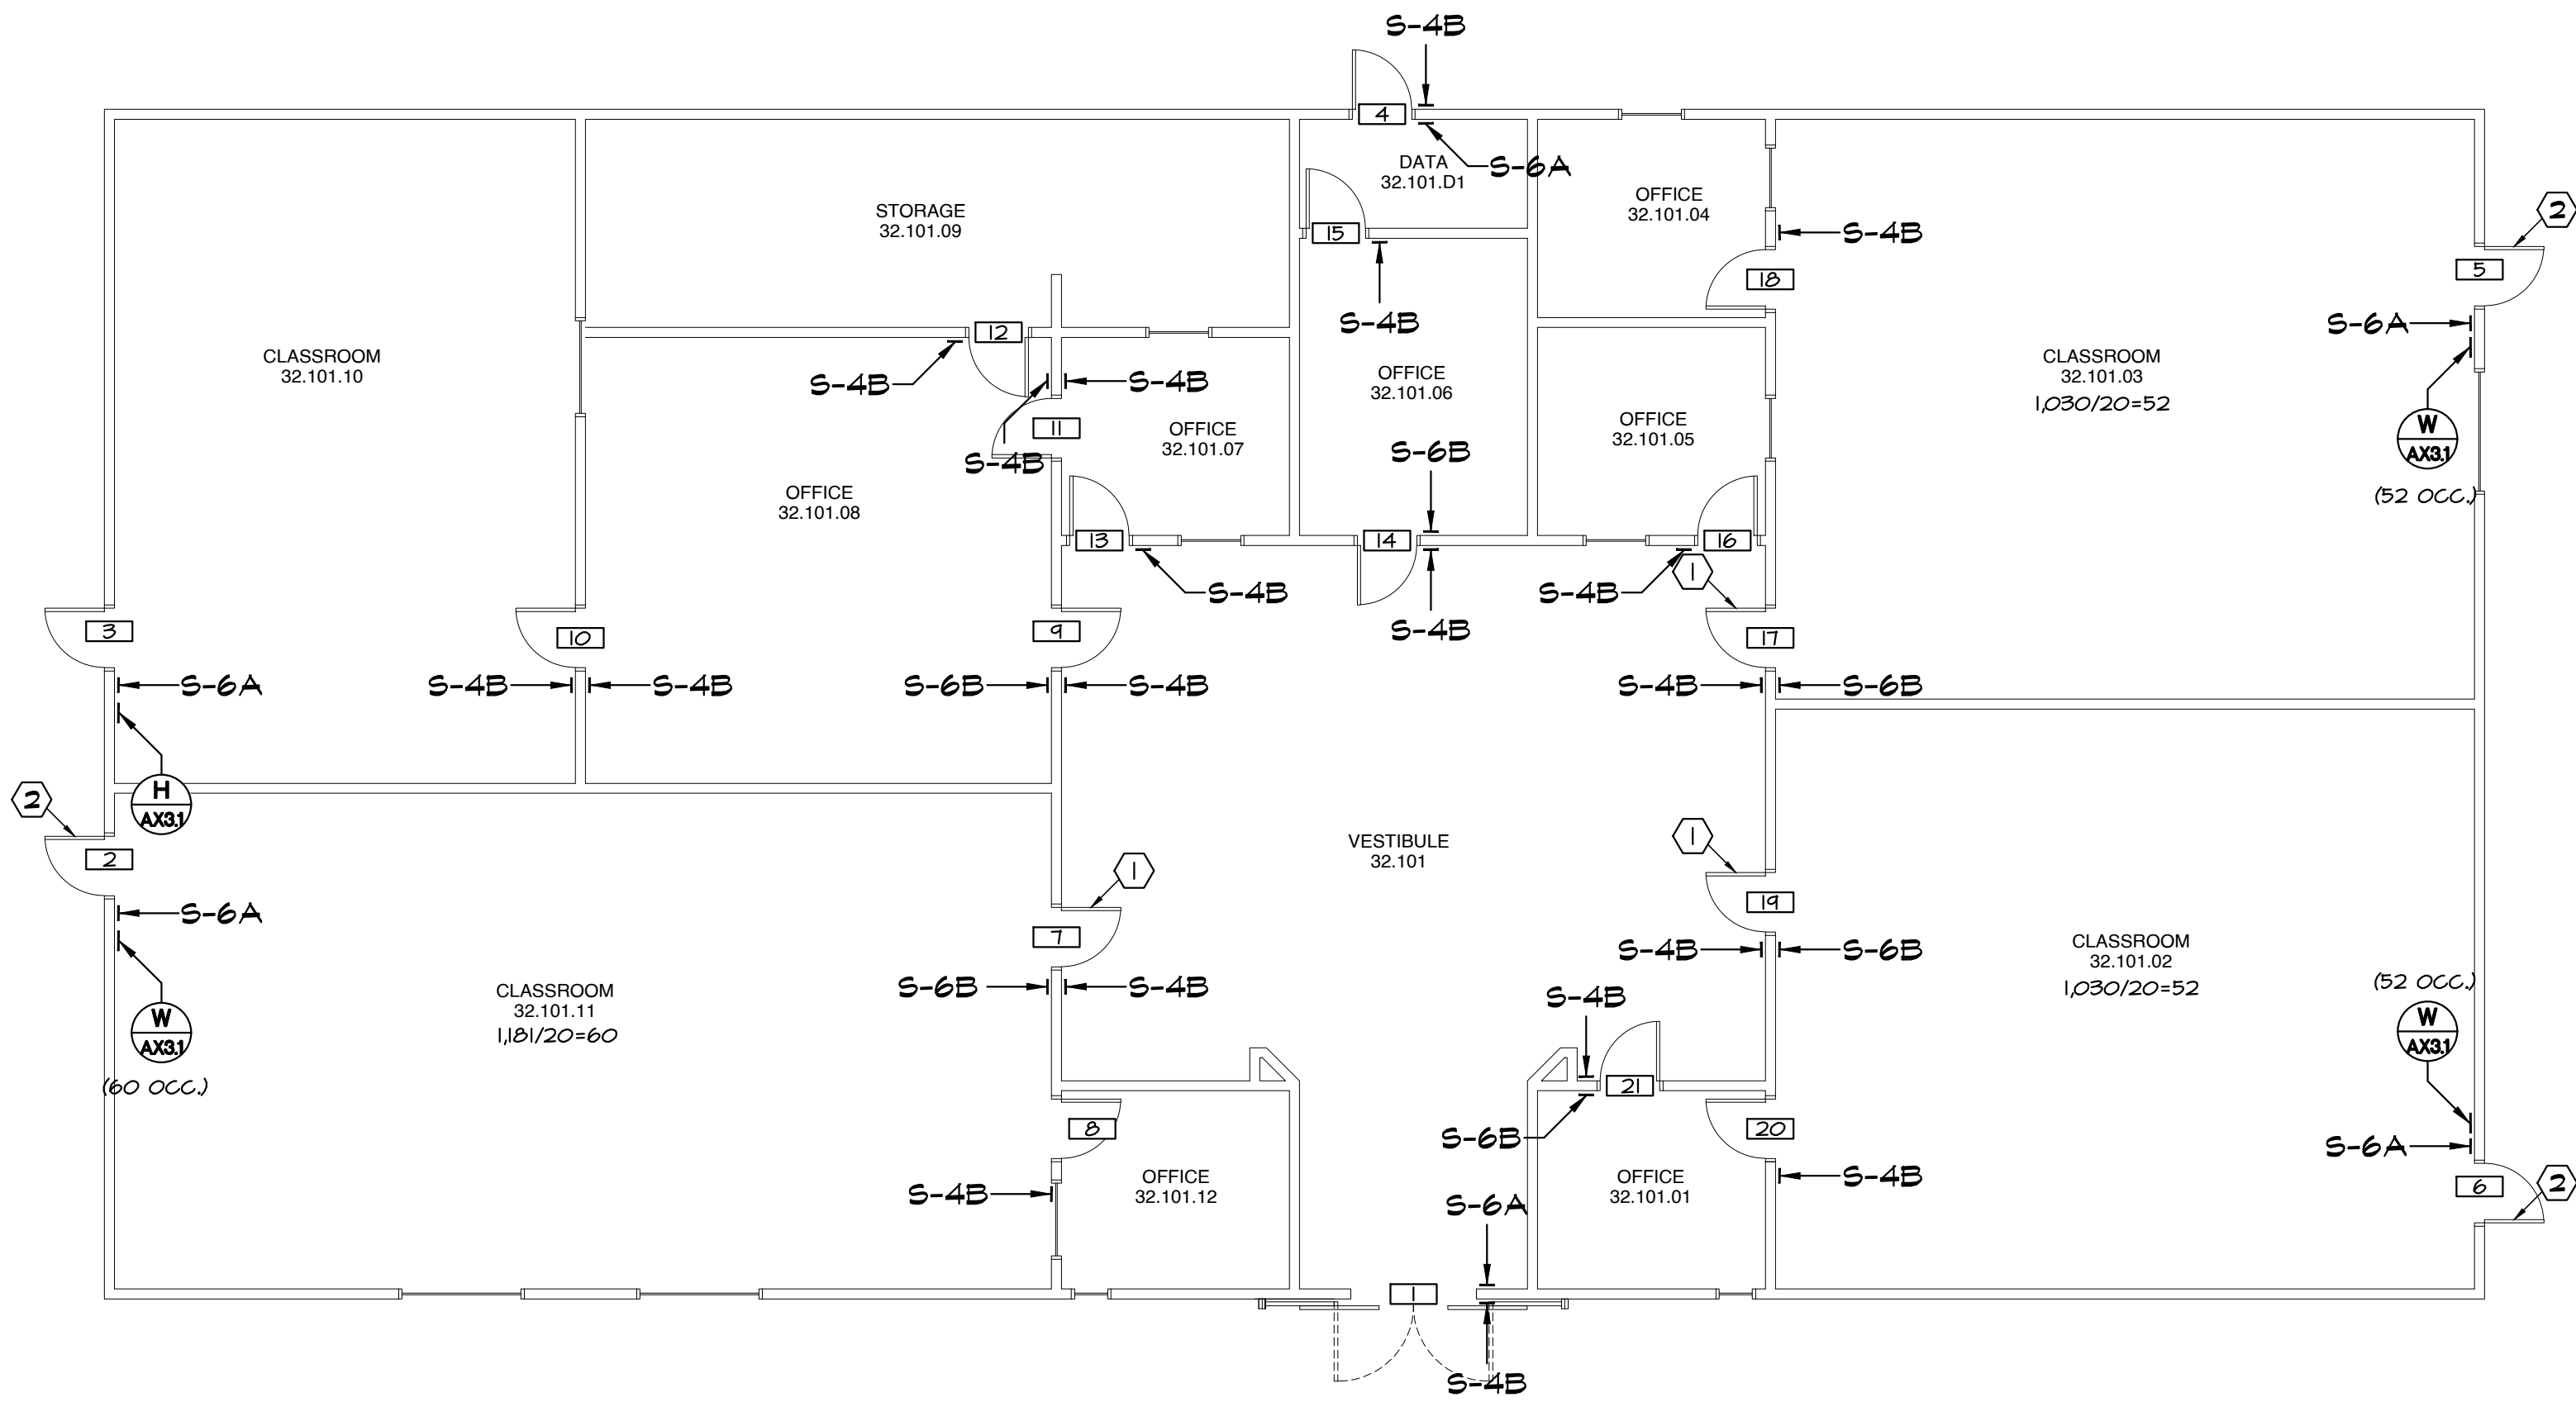 S-4B
4
DATA
32.101.D1
S-6A
OFFICE
32.101.04
2
STORAGE
32.101.09
15
S-4B
5
18
S-4B
S-6A
12
CLASSROOM
32.101.10
CLASSROOM
32.101.03
1,030/20=52
S-4B
S-4B
OFFICE
32.101.06
11
OFFICE
32.101.07
OFFICE
32.101.05
W
AX3.1
S-4B
S-6B
(52 OCC.)
OFFICE
32.101.08
13
14
16
1
S-4B
S-4B
S-4B
3
10
9
17
S-6A
S-4B
S-4B
S-6B
S-4B
S-4B
S-6B
2
H
AX3.1
2
VESTIBULE
32.101
1
1
19
S-6A
7
S-4B
S-6B
CLASSROOM
32.101.02
1,030/20=52
(52 OCC.)
CLASSROOM
32.101.11
1,181/20=60
S-6B
S-4B
S-4B
W
AX3.1
W
AX3.1
(60 OCC.)
21
8
20
S-6B
S-6A
OFFICE
32.101.12
S-4B
OFFICE
32.101.01
S-4B
6
2
S-6A
1
S-4B